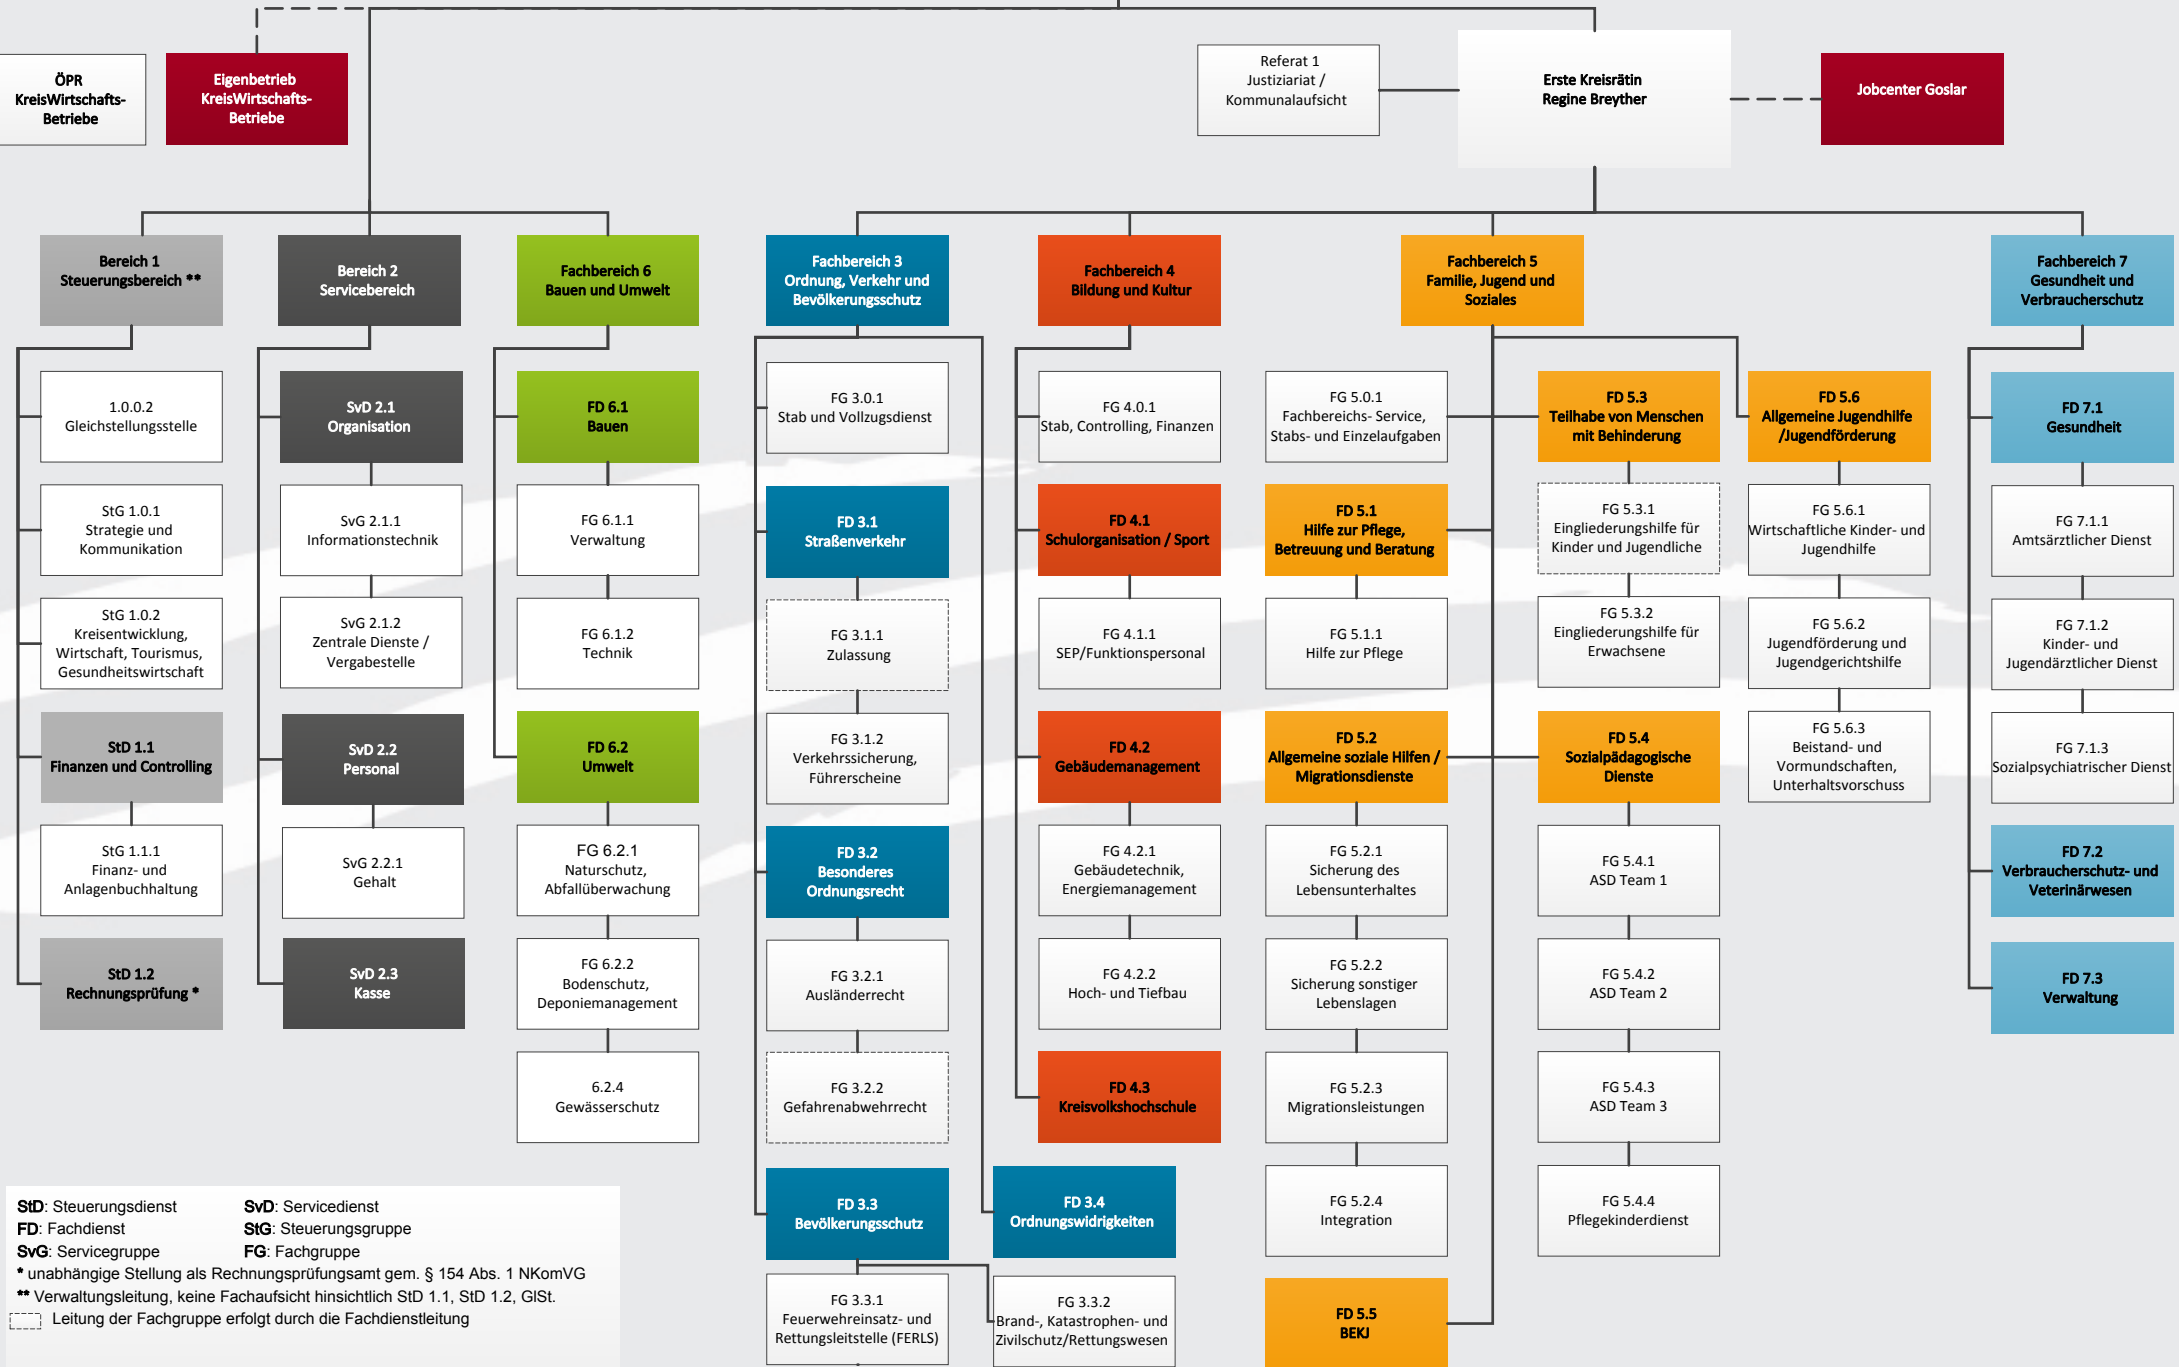 ÖPR
KreisWirtschafts-
Betriebe
Eigenbetrieb
KreisWirtschafts-
Betriebe
Referat 1
Justiziariat /
Kommunalaufsicht
Erste Kreisrätin
Regine Breyther
Jobcenter Goslar
Bereich 1
Steuerungsbereich **
1.0.0.2
Gleichstellungsstelle
StG 1.0.1
Strategie und
Kommunikation
StG 1.0.2
Kreisentwicklung,
Wirtschaft, Tourismus,
Gesundheitswirtschaft
StD 1.1
Finanzen und Controlling
StG 1.1.1
Finanz- und
Anlagenbuchhaltung
StD 1.2
Rechnungsprüfung *
Bereich 2
Servicebereich
SvD 2.1
Organisation
SvG 2.1.1
Informationstechnik
SvG 2.1.2
Zentrale Dienste /
Vergabestelle
SvD 2.2
Personal
SvG 2.2.1
Gehalt
SvD 2.3
Kasse
Fachbereich 6
Bauen und Umwelt
FD 6.1
Bauen
FG 6.1.1
Verwaltung
FG 6.1.2
Technik
FD 6.2
Umwelt
FG 6.2.1
Naturschutz,
Abfallüberwachung
FG 6.2.2
Bodenschutz,
Deponiemanagement
6.2.4
Gewässerschutz
Fachbereich 3
Ordnung, Verkehr und
Bevölkerungsschutz
FG 3.0.1
Stab und Vollzugsdienst
FD 3.1
Straßenverkehr
FG 3.1.1
Zulassung
FG 3.1.2
Verkehrssicherung,
Führerscheine
FD 3.2
Besonderes
Ordnungsrecht
FG 3.2.1
Ausländerrecht
FG 3.2.2
Gefahrenabwehrrecht
FD 3.3
Bevölkerungsschutz
FG 3.3.1
Feuerwehreinsatz- und
Rettungsleitstelle (FERLS)
FG 3.3.2
Brand-, Katastrophen- und
Zivilschutz/Rettungswesen
FD 3.4
Ordnungswidrigkeiten
Fachbereich 4
Bildung und Kultur
FG 4.0.1
Stab, Controlling, Finanzen
FD 4.1
Schulorganisation / Sport
FG 4.1.1
SEP/Funktionspersonal
FD 4.2
Gebäudemanagement
FG 4.2.1
Gebäudetechnik,
Energiemanagement
FG 4.2.2
Hoch- und Tiefbau
FD 4.3
Kreisvolkshochschule
Fachbereich 5
Familie, Jugend und
Soziales
FG 5.0.1
Fachbereichs- Service,
Stabs- und Einzelaufgaben
FD 5.1
Hilfe zur Pflege,
Betreuung und Beratung
FG 5.1.1
Hilfe zur Pflege
FD 5.2
Allgemeine soziale Hilfen /
Migrationsdienste
FG 5.2.1
Sicherung des
Lebensunterhaltes
FG 5.2.2
Sicherung sonstiger
Lebenslagen
FG 5.2.3
Migrationsleistungen
FG 5.2.4
Integration
FD 5.5
BEKJ
FD 5.3
Teilhabe von Menschen
mit Behinderung
FG 5.3.1
Eingliederungshilfe für
Kinder und Jugendliche
FG 5.3.2
Eingliederungshilfe für
Erwachsene
FD 5.4
Sozialpädagogische
Dienste
FG 5.4.1
ASD Team 1
FG 5.4.2
ASD Team 2
FG 5.4.3
ASD Team 3
FG 5.4.4
Pflegekinderdienst
FD 5.6
Allgemeine Jugendhilfe
/Jugendförderung
FG 5.6.1
Wirtschaftliche Kinder- und
Jugendhilfe
FG 5.6.2
Jugendförderung und
Jugendgerichtshilfe
FG 5.6.3
Beistand- und
Vormundschaften,
Unterhaltsvorschuss
Fachbereich 7
Gesundheit und
Verbraucherschutz
FD 7.1
Gesundheit
FG 7.1.1
Amtsärztlicher Dienst
FG 7.1.2
Kinder- und
Jugendärztlicher Dienst
FG 7.1.3
Sozialpsychiatrischer Dienst
FD 7.2
Verbraucherschutz- und
Veterinärwesen
FD 7.3
Verwaltung
StD: Steuerungsdienst SvD: Servicedienst
FD: Fachdienst StG: Steuerungsgruppe
SvG: Servicegruppe FG: Fachgruppe
* unabhängige Stellung als Rechnungsprüfungsamt gem. § 154 Abs. 1 NKomVG
** Verwaltungsleitung, keine Fachaufsicht hinsichtlich StD 1.1, StD 1.2, GlSt.
Leitung der Fachgruppe erfolgt durch die Fachdienstleitung